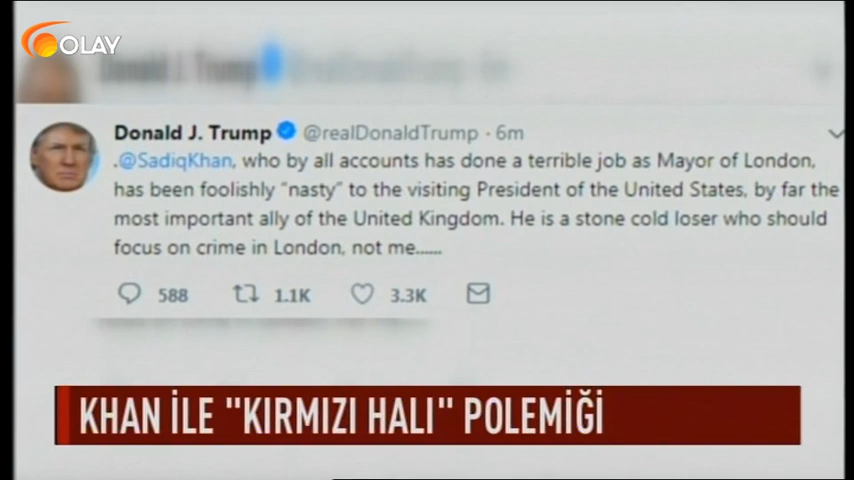 OLAY
Donald J. Trump @realDonaldTrump · 6m
.@SadiqKhan, who by all accounts has done a terrible job as Mayor of London,
has been foolishly “nasty” to the visiting President of the United States, by far the
most important ally of the United Kingdom. He is a stone cold loser who should
focus on crime in London, not me......
588 1.1K 3.3K
KHAN İLE "KIRMIZI HALI" POLEMİĞİ